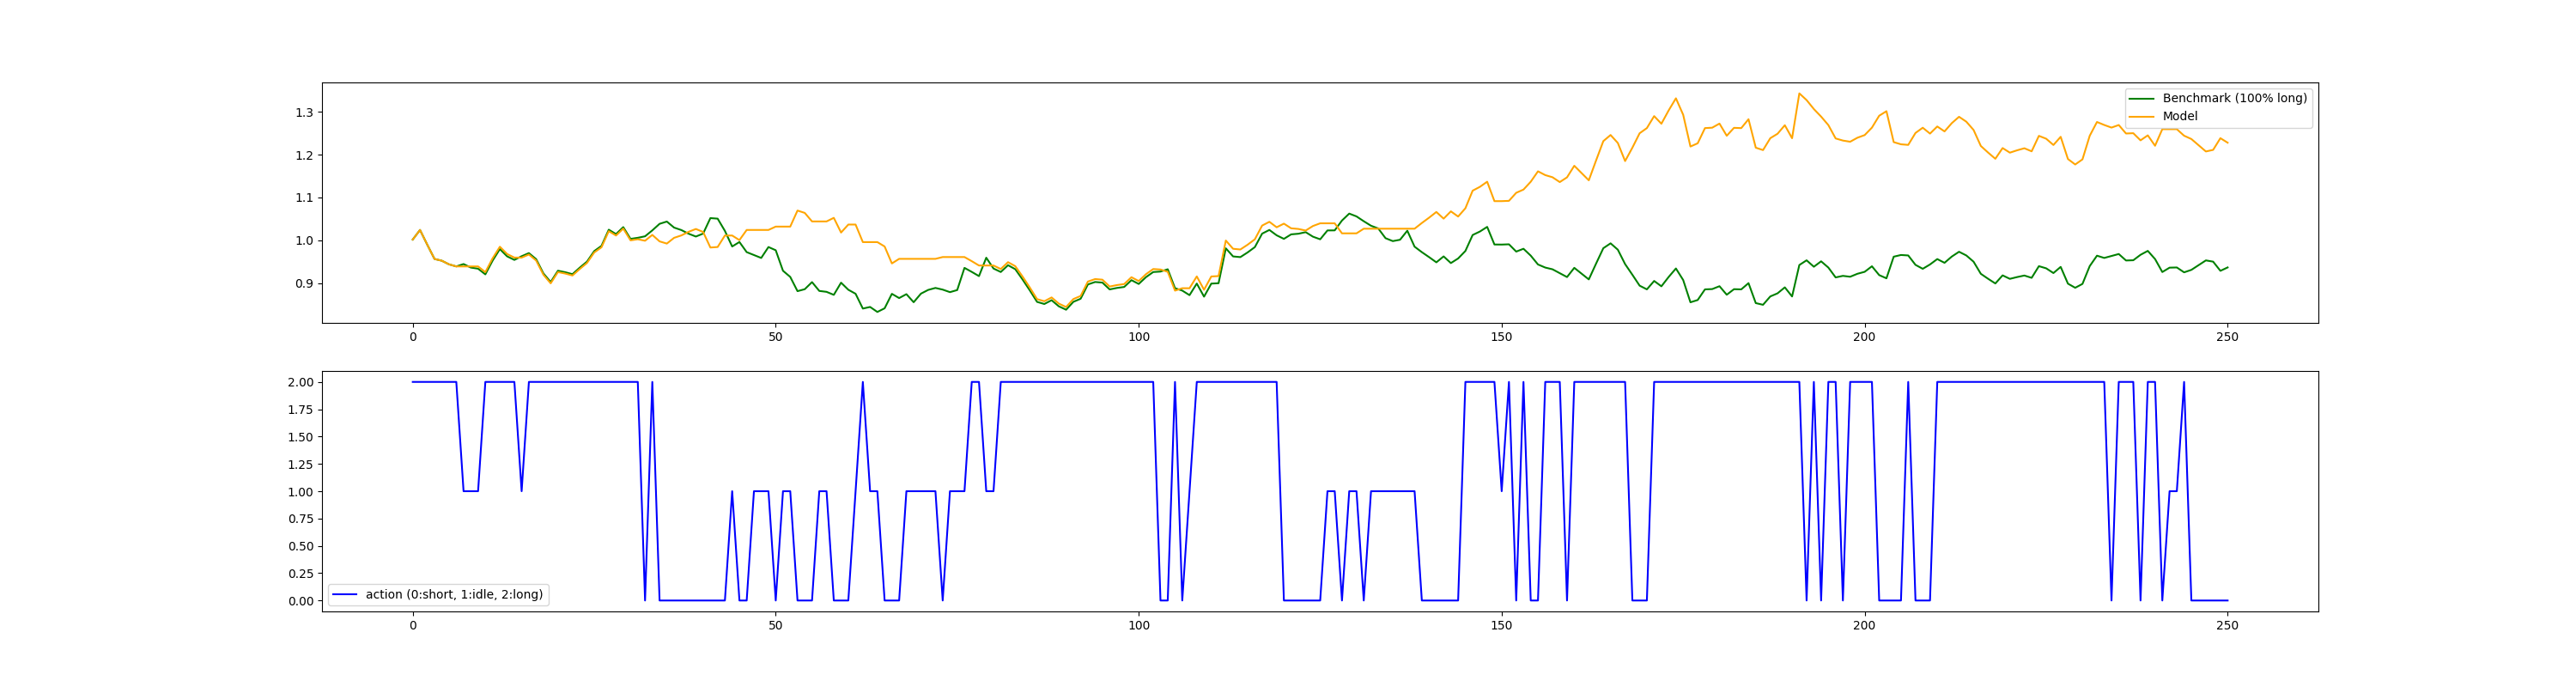 1.3
1.2
1.1
1.0
0.9
Benchmark (100% long)
Model
0 50 100 150 200 250
2.00
1.75
1.50
1.25
1.00
0.75
0.50
0.25
0.00
action (0:short, 1:idle, 2:long)
0 50 100 150 200 250